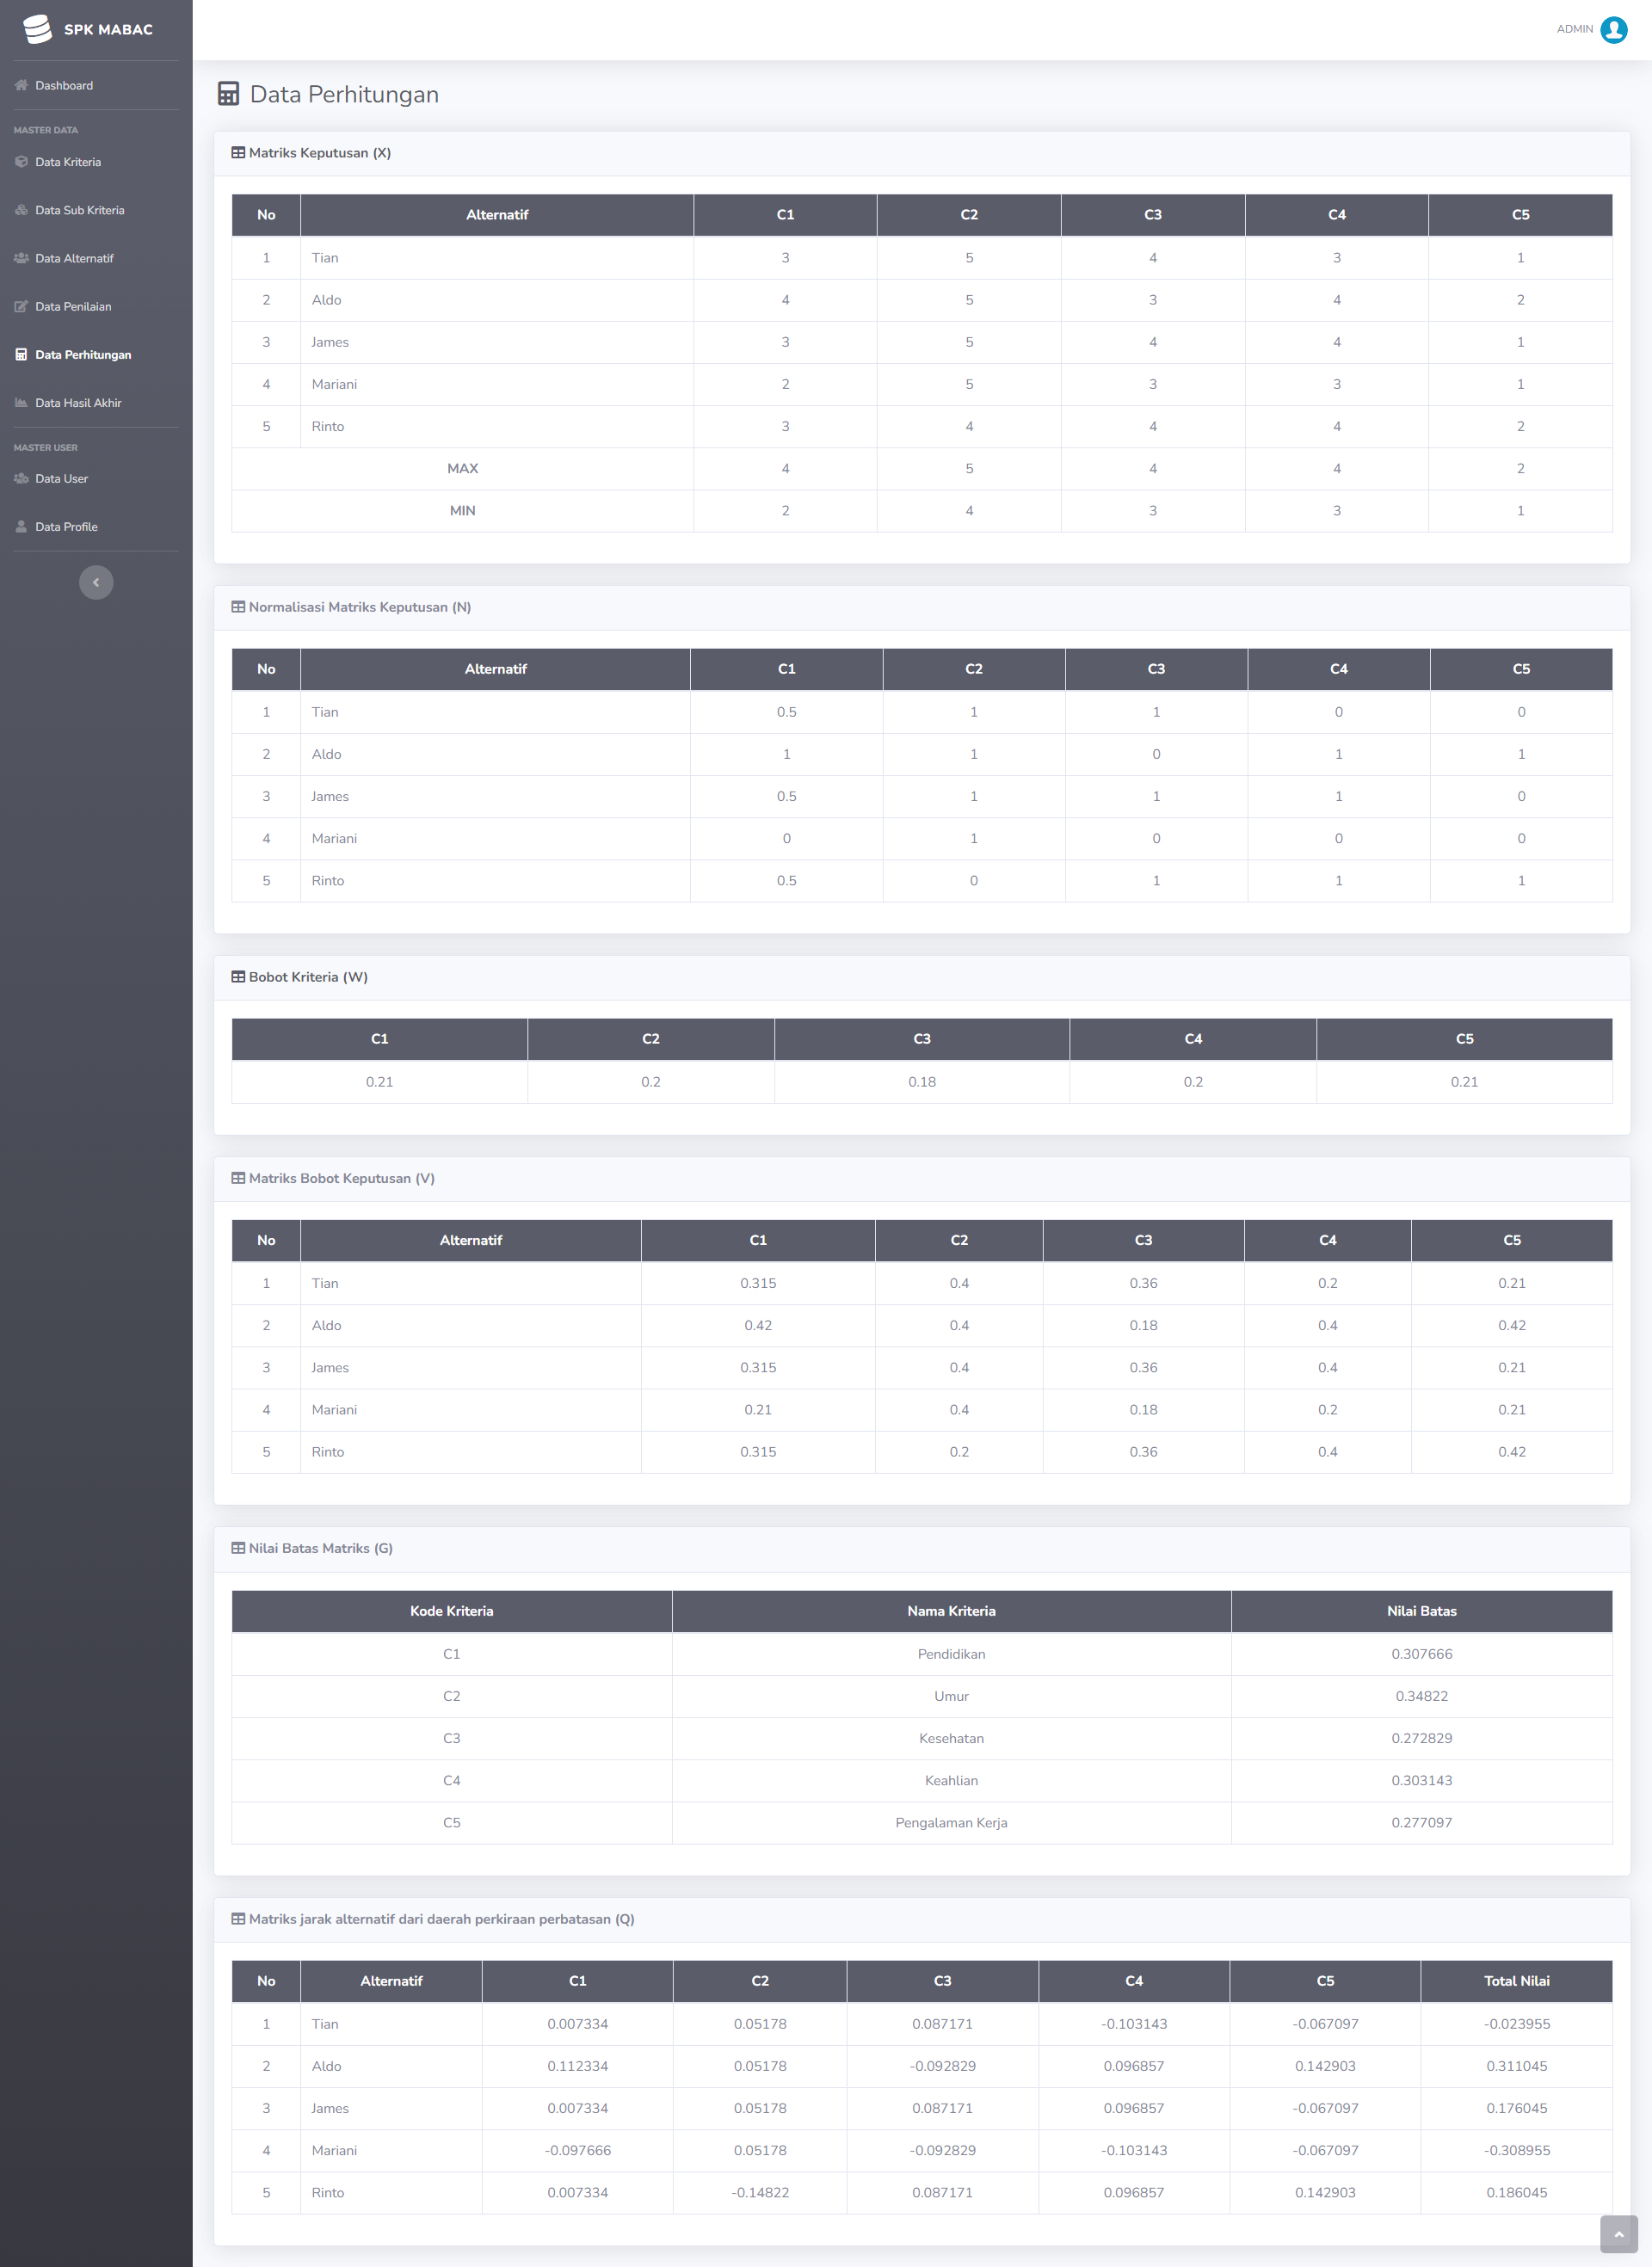 SPK MABAC
ADMIN
Dashboard
MASTER DATA
Data Kriteria
Data Sub Kriteria
Data Alternatif
Data Penilaian
Data Perhitungan
Data Hasil Akhir
MASTER USER
Data User
Data Profile
Data Perhitungan
Matriks Keputusan (X)
No Alternatif C1 C2 C3 C4 C5
1 Tian 3 5 4 3 1
2 Aldo 4 5 3 4 2
3 James 3 5 4 4 1
4 Mariani 2 5 3 3 1
5 Rinto 3 4 4 4 2
MAX 4 5 4 4 2
MIN 2 4 3 3 1
Normalisasi Matriks Keputusan (N)
No Alternatif C1 C2 C3 C4 C5
1 Tian 0.5 1 1 0 0
2 Aldo 1 1 0 1 1
3 James 0.5 1 1 1 0
4 Mariani 0 1 0 0 0
5 Rinto 0.5 0 1 1 1
Bobot Kriteria (W)
C1 C2 C3 C4 C5
0.21 0.2 0.18 0.2 0.21
Matriks Bobot Keputusan (V)
No Alternatif C1 C2 C3 C4 C5
1 Tian 0.315 0.4 0.36 0.2 0.21
2 Aldo 0.42 0.4 0.18 0.4 0.42
3 James 0.315 0.4 0.36 0.4 0.21
4 Mariani 0.21 0.4 0.18 0.2 0.21
5 Rinto 0.315 0.2 0.36 0.4 0.42
Nilai Batas Matriks (G)
Kode Kriteria Nama Kriteria Nilai Batas
C1 Pendidikan 0.307666
C2 Umur 0.34822
C3 Kesehatan 0.272829
C4 Keahlian 0.303143
C5 Pengalaman Kerja 0.277097
Matriks jarak alternatif dari daerah perkiraan perbatasan (Q)
No Alternatif C1 C2 C3 C4 C5 Total Nilai
1 Tian 0.007334 0.05178 0.087171 -0.103143 -0.067097 -0.023955
2 Aldo 0.112334 0.05178 -0.092829 0.096857 0.142903 0.311045
3 James 0.007334 0.05178 0.087171 0.096857 -0.067097 0.176045
4 Mariani -0.097666 0.05178 -0.092829 -0.103143 -0.067097 -0.308955
5 Rinto 0.007334 -0.14822 0.087171 0.096857 0.142903 0.186045